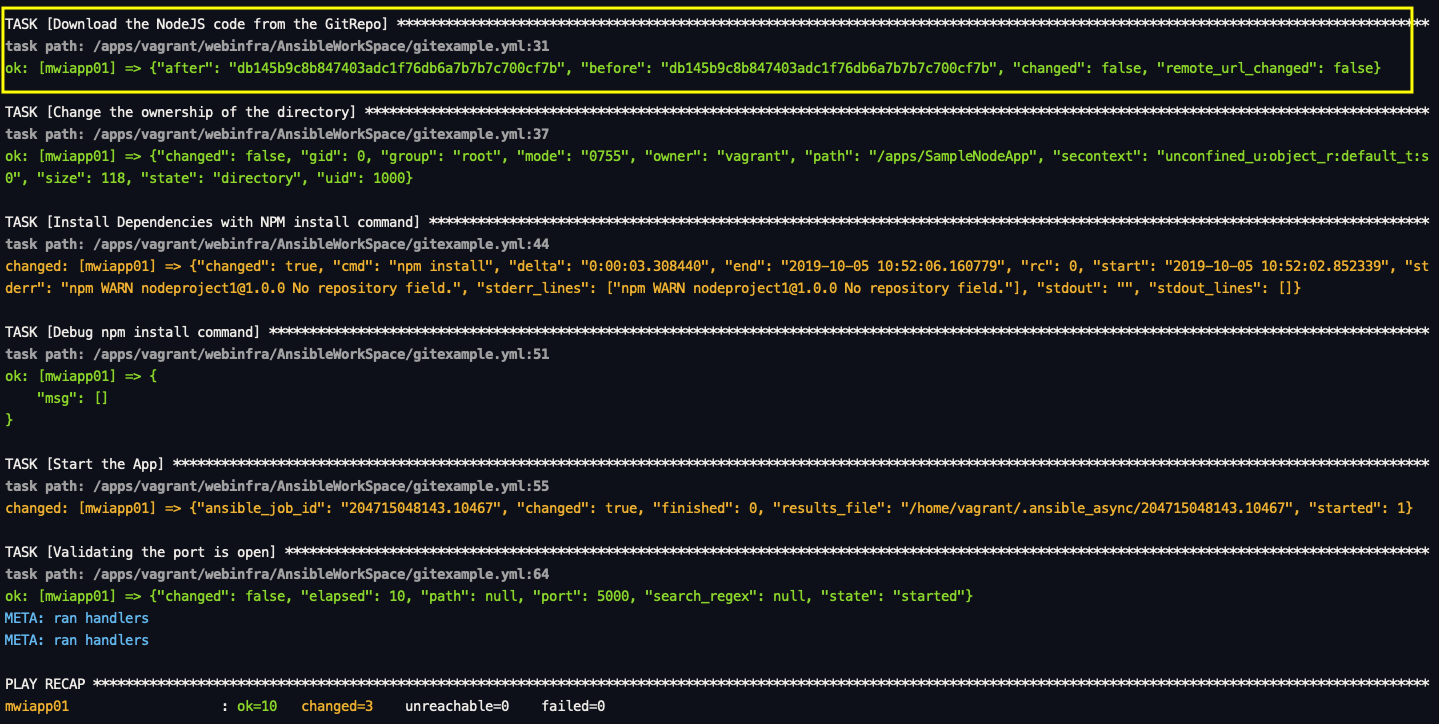 TASK [Download the NodeJS code from the GitRepo] *********************************************************************************************************************************
task path: /apps/vagrant/webinfra/AnsibleWorkSpace/gitexample.yml:31
ok: [mwiapp01] => {"after": "db145b9c8b847403adc1f76db6a7b7b7c700cf7b", "before": "db145b9c8b847403adc1f76db6a7b7b7c700cf7b", "changed": false, "remote_url_changed": false}
TASK [Change the ownership of the directory] *************************************************************************************************************************************
task path: /apps/vagrant/webinfra/AnsibleWorkSpace/gitexample.yml:37
ok: [mwiapp01] => {"changed": false, "gid": 0, "group": "root", "mode": "0755", "owner": "vagrant", "path": "/apps/SampleNodeApp", "secontext": "unconfined_u:object_r:default_t:s
0", "size": 118, "state": "directory", "uid": 1000}
TASK [Install Dependencies with NPM install command] *****************************************************************************************************************************
task path: /apps/vagrant/webinfra/AnsibleWorkSpace/gitexample.yml:44
changed: [mwiapp01] => {"changed": true, "cmd": "npm install", "delta": "0:00:03.308440", "end": "2019-10-05 10:52:06.160779", "rc": 0, "start": "2019-10-05 10:52:02.852339", "st
derr": "npm WARN nodeproject1@1.0.0 No repository field.", "stderr_lines": ["npm WARN nodeproject1@1.0.0 No repository field."], "stdout": "", "stdout_lines": []}
TASK [Debug npm install command] *************************************************************************************************************************************************
task path: /apps/vagrant/webinfra/AnsibleWorkSpace/gitexample.yml:51
ok: [mwiapp01] => {
"msg": []
}
TASK [Start the App] *************************************************************************************************************************************************************
task path: /apps/vagrant/webinfra/AnsibleWorkSpace/gitexample.yml:55
changed: [mwiapp01] => {"ansible_job_id": "204715048143.10467", "changed": true, "finished": 0, "results_file": "/home/vagrant/.ansible_async/204715048143.10467", "started": 1}
TASK [Validating the port is open] ***********************************************************************************************************************************************
task path: /apps/vagrant/webinfra/AnsibleWorkSpace/gitexample.yml:64
ok: [mwiapp01] => {"changed": false, "elapsed": 10, "path": null, "port": 5000, "search_regex": null, "state": "started"}
META: ran handlers
META: ran handlers
PLAY RECAP ***********************************************************************************************************************************************************************
mwiapp01 : ok=10 changed=3 unreachable=0 failed=0